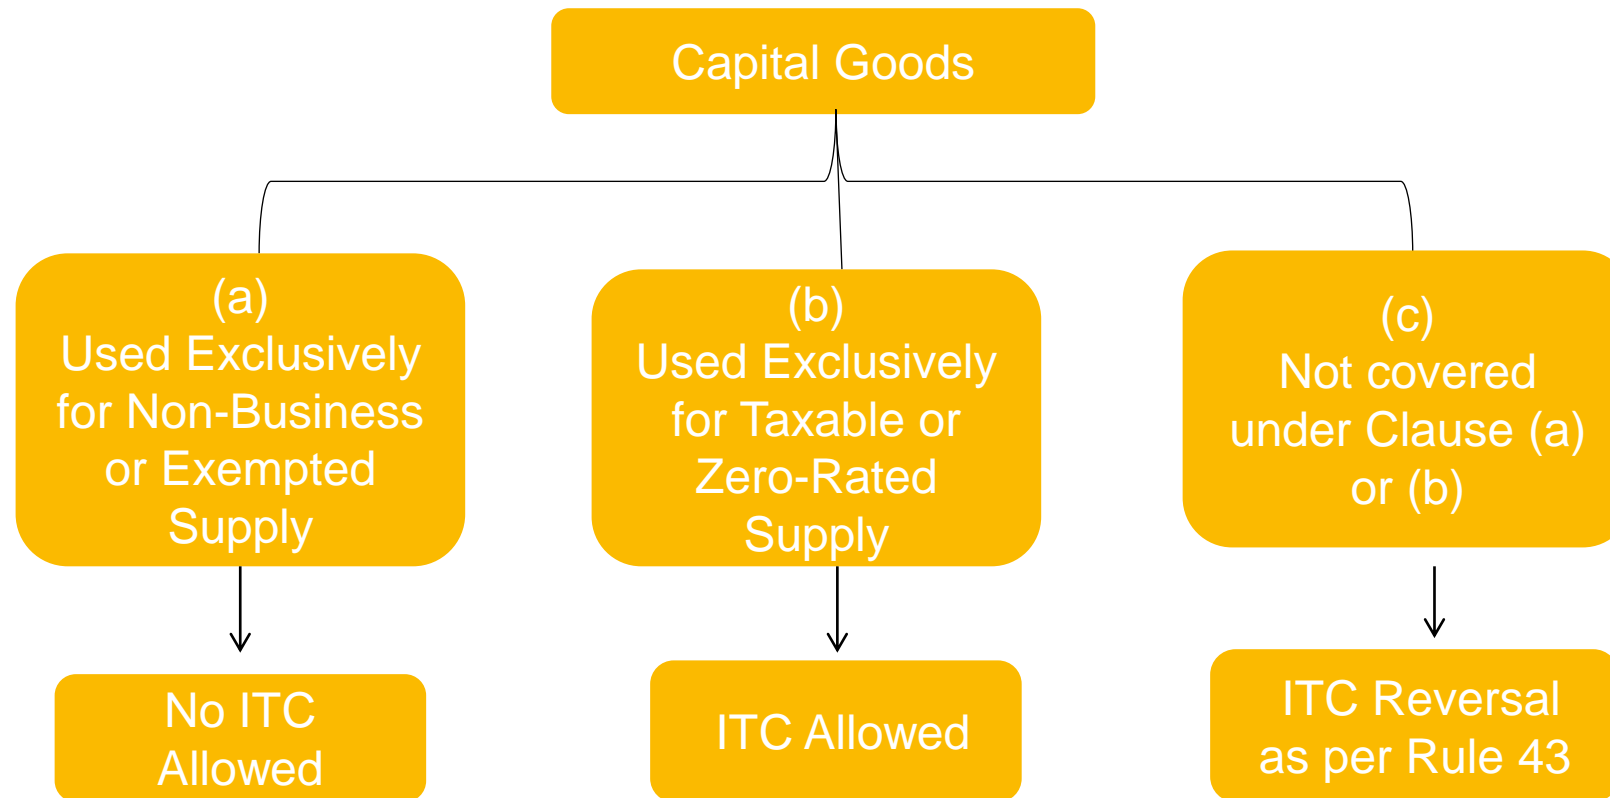 Capital Goods
(a)
Used Exclusively
for Non-Business
or Exempted
Supply
(b)
Used Exclusively
for Taxable or
Zero-Rated
Supply
(c)
Not covered
under Clause (a)
or (b)
No ITC
Allowed
ITC Allowed
ITC Reversal
as per Rule 43